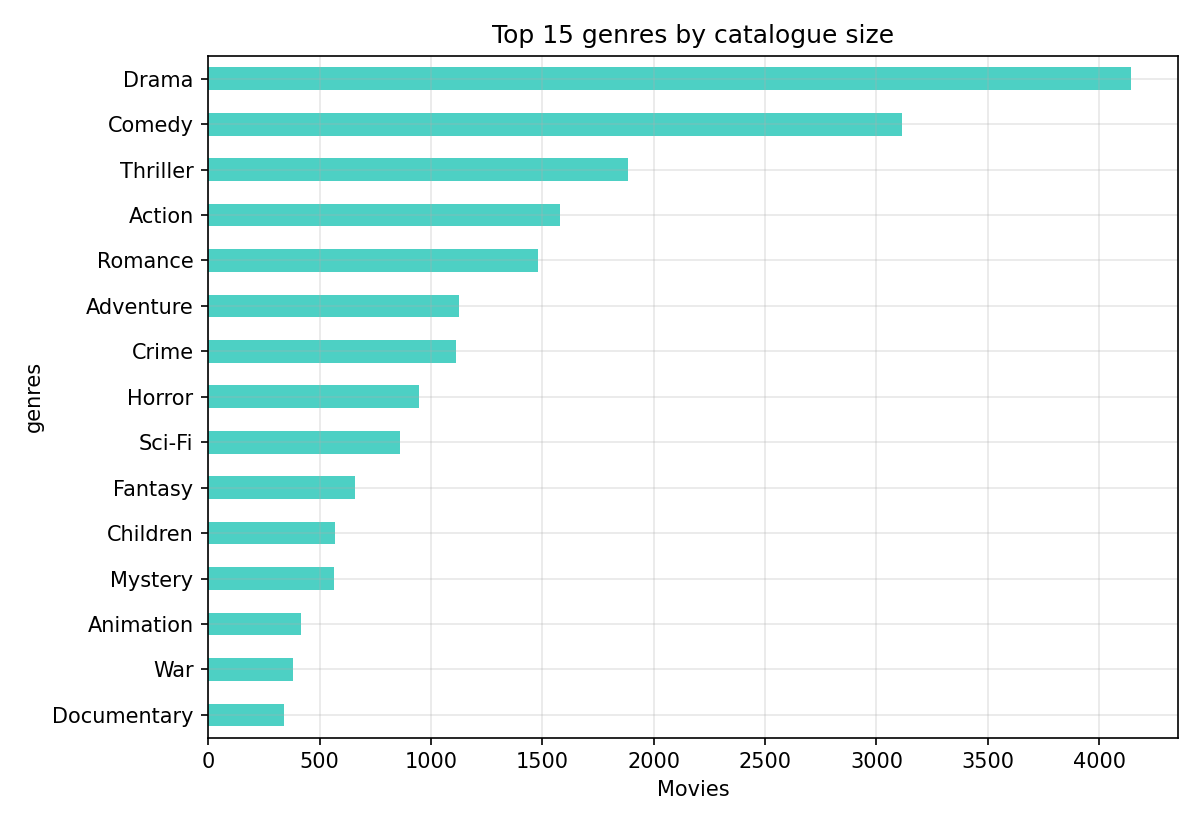 Top 15 genres by catalogue size
Drama
Comedy
Thriller
Action
Romance
Adventure
Crime
Horror
Sci-Fi
Fantasy
Children
Mystery
Animation
War
Documentary
genres
0 500 1000 1500 2000 2500 3000 3500 4000
Movies